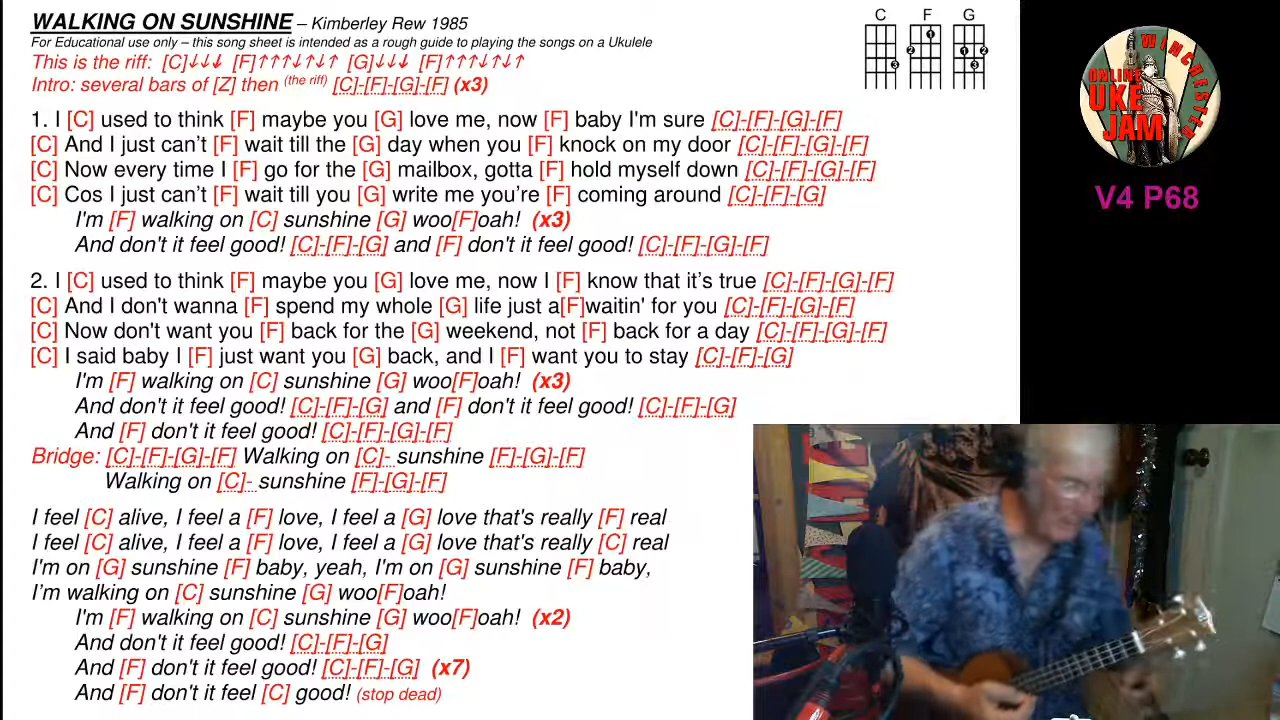 WALKING ON SUNSHINE – Kimberley Rew 1985
For Educational use only – this song sheet is intended as a rough guide to playing the songs on a Ukulele
This is the riff: [C]↓↓↓ [F]↑↑↑↓↑↓↑ [G]↓↓↓ [F]↑↑↑↓↑↓↑
Intro: several bars of [Z] then (the riff) [C]-[F]-[G]-[F] (x3)
C F G
1. I [C] used to think [F] maybe you [G] love me, now [F] baby I'm sure [C]-[F]-[G]-[F]
[C] And I just can't [F] wait till the [G] day when you [F] knock on my door [C]-[F]-[G]-[F]
[C] Now every time I [F] go for the [G] mailbox, gotta [F] hold myself down [C]-[F]-[G]-[F]
[C] Cos I just can't [F] wait till you [G] write me you're [F] coming around [C]-[F]-[G]
I'm [F] walking on [C] sunshine [G] woo[F]oah! (x3)
And don't it feel good! [C]-[F]-[G] and [F] don't it feel good! [C]-[F]-[G]-[F]
2. I [C] used to think [F] maybe you [G] love me, now I [F] know that it's true [C]-[F]-[G]-[F]
[C] And I don't wanna [F] spend my whole [G] life just a[F]waitin' for you [C]-[F]-[G]-[F]
[C] Now don't want you [F] back for the [G] weekend, not [F] back for a day [C]-[F]-[G]-[F]
[C] I said baby I [F] just want you [G] back, and I [F] want you to stay [C]-[F]-[G]
I'm [F] walking on [C] sunshine [G] woo[F]oah! (x3)
And don't it feel good! [C]-[F]-[G] and [F] don't it feel good! [C]-[F]-[G]
And [F] don't it feel good! [C]-[F]-[G]-[F]
Bridge: [C]-[F]-[G]-[F] Walking on [C]- sunshine [F]-[G]-[F]
Walking on [C]- sunshine [F]-[G]-[F]
I feel [C] alive, I feel a [F] love, I feel a [G] love that's really [F] real
I feel [C] alive, I feel a [F] love, I feel a [G] love that's really [C] real
I'm on [G] sunshine [F] baby, yeah, I'm on [G] sunshine [F] baby,
I'm walking on [C] sunshine [G] woo[F]oah!
I'm [F] walking on [C] sunshine [G] woo[F]oah! (x2)
And don't it feel good! [C]-[F]-[G]
And [F] don't it feel good! [C]-[F]-[G] (x7)
And [F] don't it feel [C] good! (stop dead)
WINCHESTER
ONLINE
UKE
JAM
V4 P68